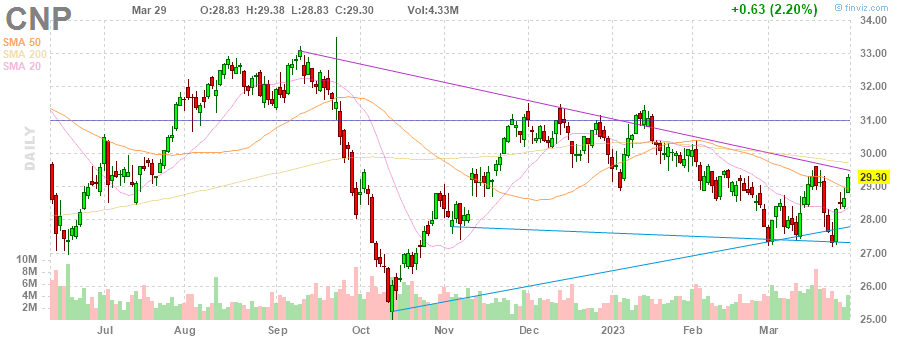 CNP Mar 29 O:28.83 H:29.38 L:28.83 C:29.30 Vol:4.33M +0.63 (2.20%) finviz.com
SMA 50
SMA 200
SMA 20
DAILY
34.00
33.00
32.00
31.00
30.00
29.30
29.00
28.00
27.00
26.00
25.00
10M
8M
6M
4M
2M
Jul Aug Sep Oct Nov Dec 2023 Feb Mar